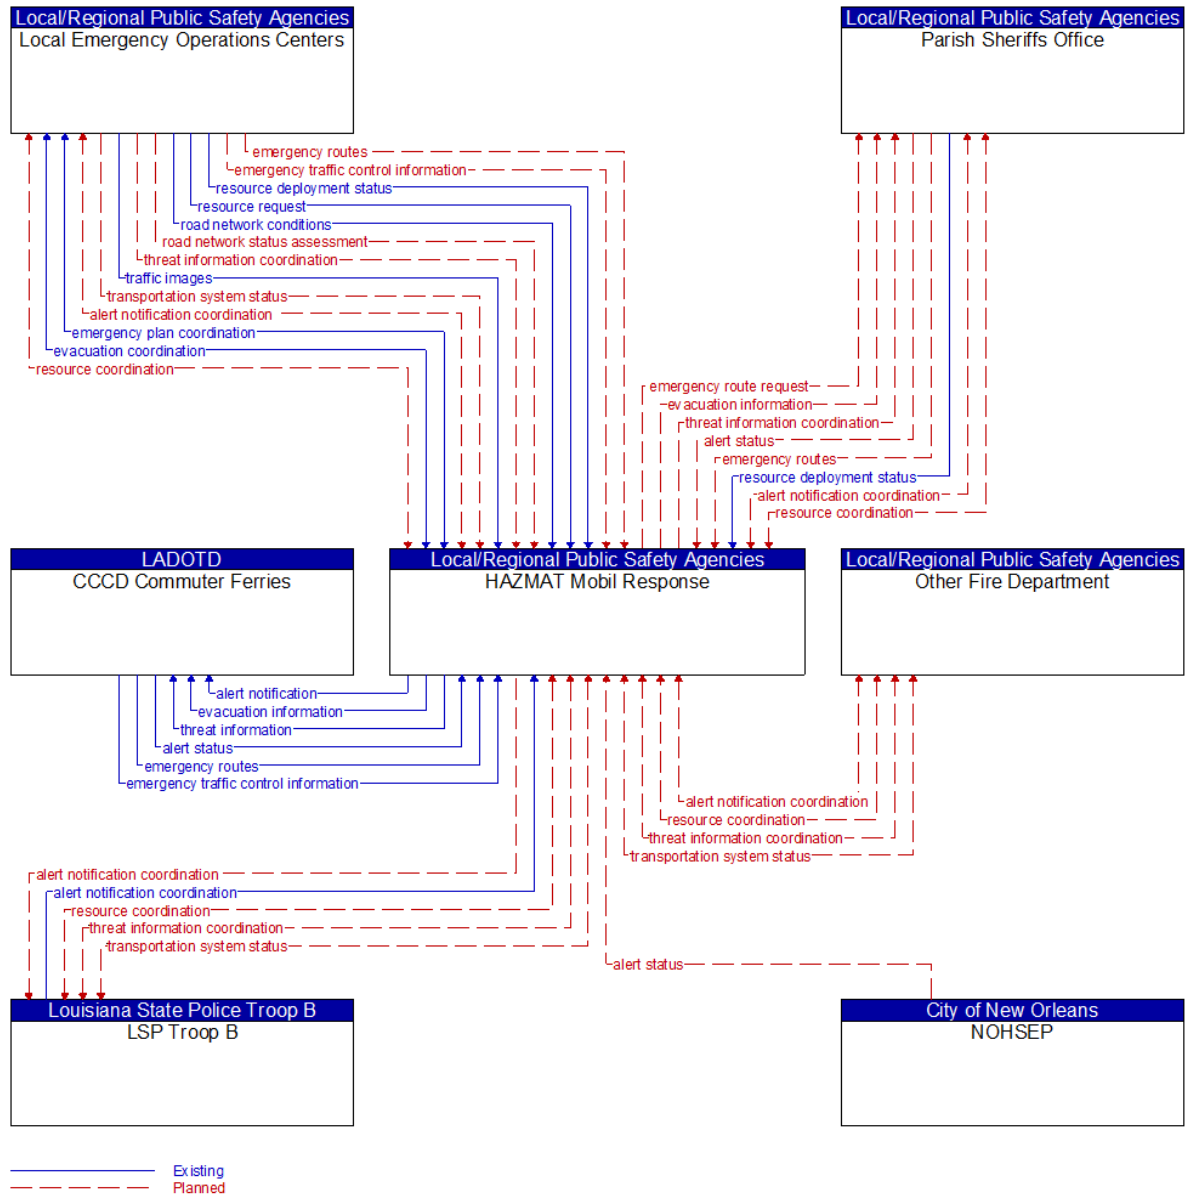 Local/Regional Public Safety Agencies
Local Emergency Operations Centers
Local/Regional Public Safety Agencies
Parish Sheriffs Office
emergency routes
emergency traffic control information
resource deployment status
resource request
road network conditions
road network status assessment
threat information coordination
traffic images
transportation system status
alert notification coordination
emergency plan coordination
evacuation coordination
resource coordination
emergency route request
evacuation information
threat information coordination
alert status
emergency routes
resource deployment status
alert notification coordination
resource coordination
LADOTD
CCCD Commuter Ferries
Local/Regional Public Safety Agencies
HAZMAT Mobil Response
Local/Regional Public Safety Agencies
Other Fire Department
alert notification
evacuation information
threat information
alert status
emergency routes
emergency traffic control information
alert notification coordination
resource coordination
threat information coordination
transportation system status
alert notification coordination
alert notification coordination
resource coordination
threat information coordination
transportation system status
alert status
Louisiana State Police Troop B
LSP Troop B
City of New Orleans
NOHSEP
Existing
Planned